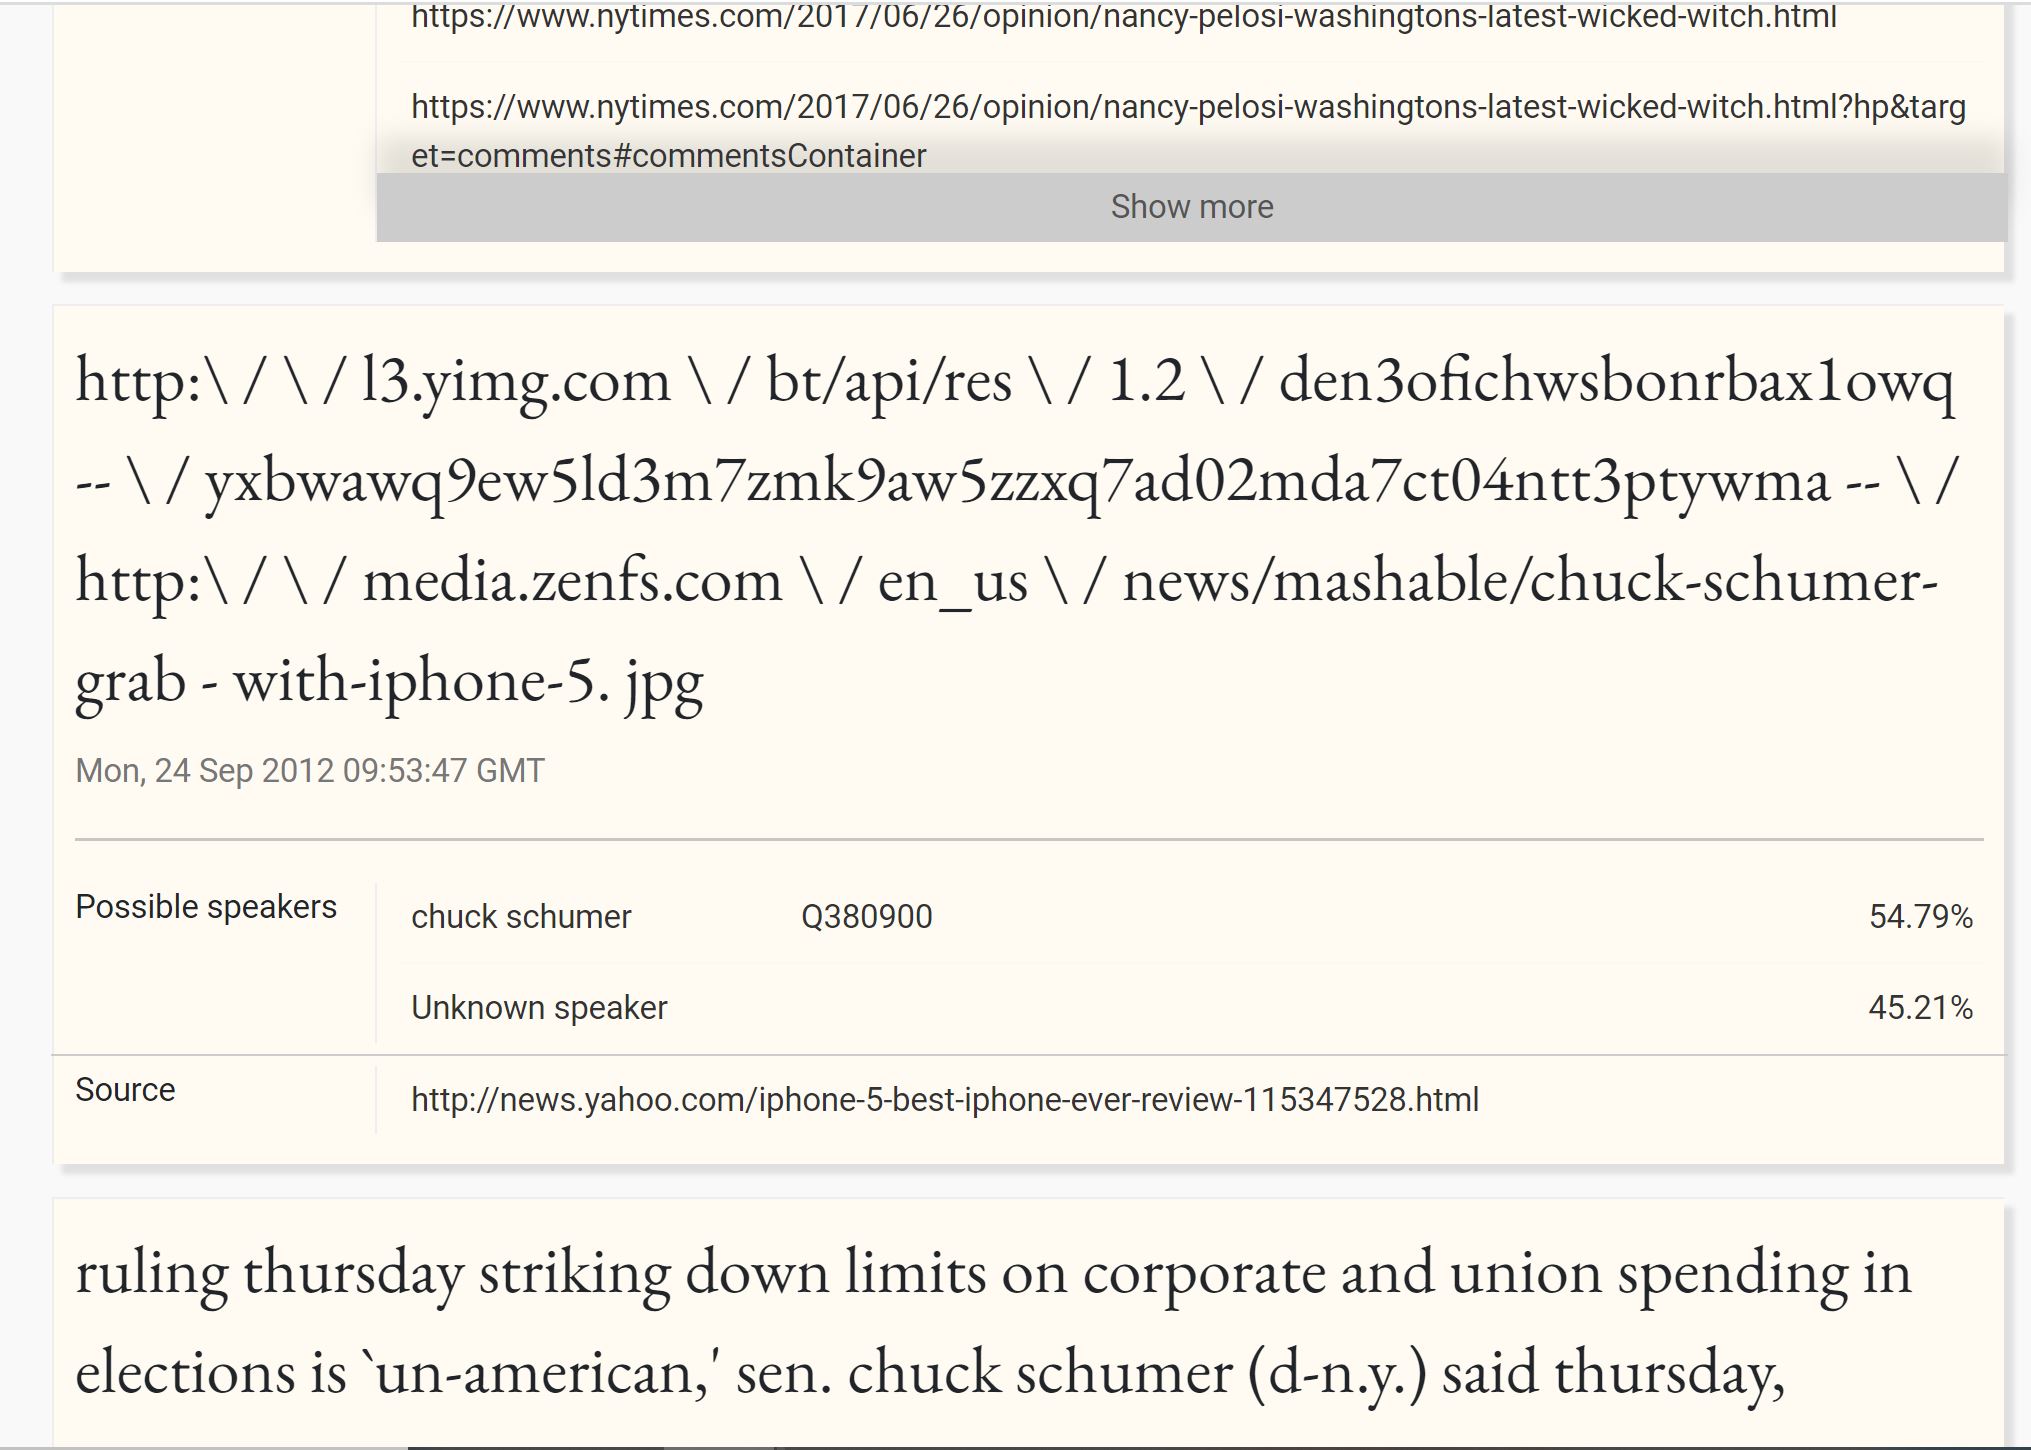 https://www.nytimes.com/2017/06/26/opinion/nancy-pelosi-washingtons-latest-wicked-witch.html
https://www.nytimes.com/2017/06/26/opinion/nancy-pelosi-washingtons-latest-wicked-witch.html?hp&targ
et=comments#commentsContainer
Show more
http:\ / \ / l3.yimg.com \ / bt/api/res \ / 1.2 \ / den3ofichwsbonrbax1owq
-- \ / yxbwawq9ew5ld3m7zmk9aw5zzxq7ad02mda7ct04ntt3ptywma -- \ /
http:\ / \ / media.zenfs.com \ / en_us \ / news/mashable/chuck-schumer-
grab - with-iphone-5. jpg
Mon, 24 Sep 2012 09:53:47 GMT
Possible speakers
chuck schumer Q380900 54.79%
Unknown speaker 45.21%
Source
http://news.yahoo.com/iphone-5-best-iphone-ever-review-115347528.html
ruling thursday striking down limits on corporate and union spending in
elections is `un-american,' sen. chuck schumer (d-n.y.) said thursday,